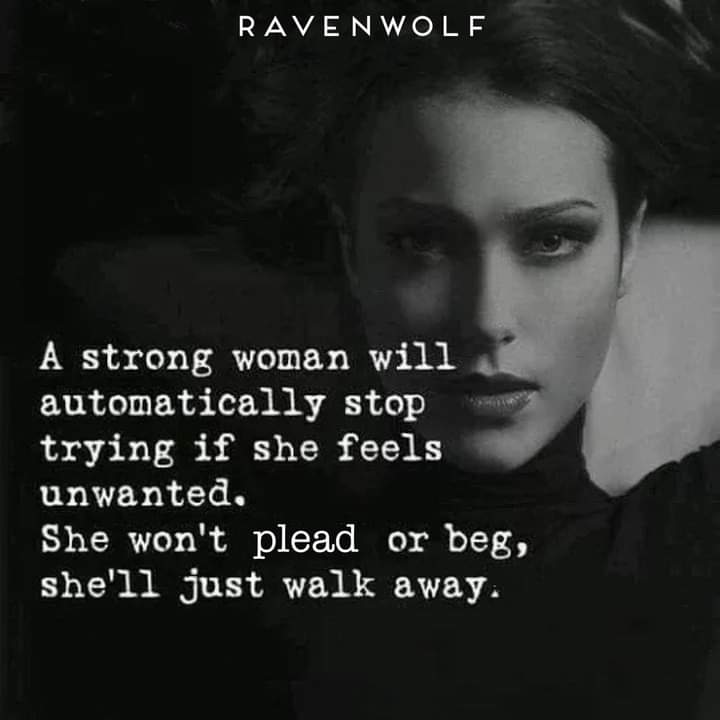 RAVENWOLF
A strong woman will
automatically stop
trying if she feels
unwanted.
She won't plead or beg,
she'll just walk away.